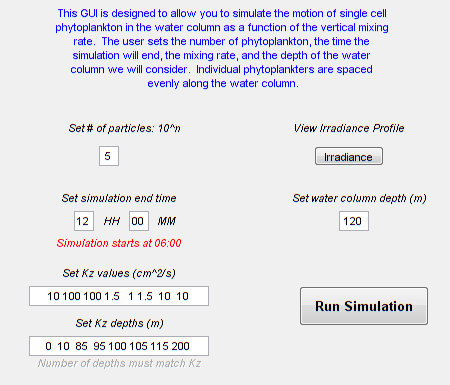 This GUI is designed to allow you to simulate the motion of single cell
phytoplankton in the water column as a function of the vertical mixing
rate. The user sets the number of phytoplankton, the time the
simulation will end, the mixing rate, and the depth of the water
column we will consider. Individual phytoplankters are spaced
evenly along the water column.
Set # of particles: 10^n
View Irradiance Profile
5
Irradiance
Set simulation end time
Set water column depth (m)
12 HH 00 MM
120
Simulation starts at 06:00
Set Kz values (cm^2/s)
10 100 100 1.5 1 1.5 10 10
Run Simulation
Set Kz depths (m)
0 10 85 95 100 105 115 200
Number of depths must match Kz